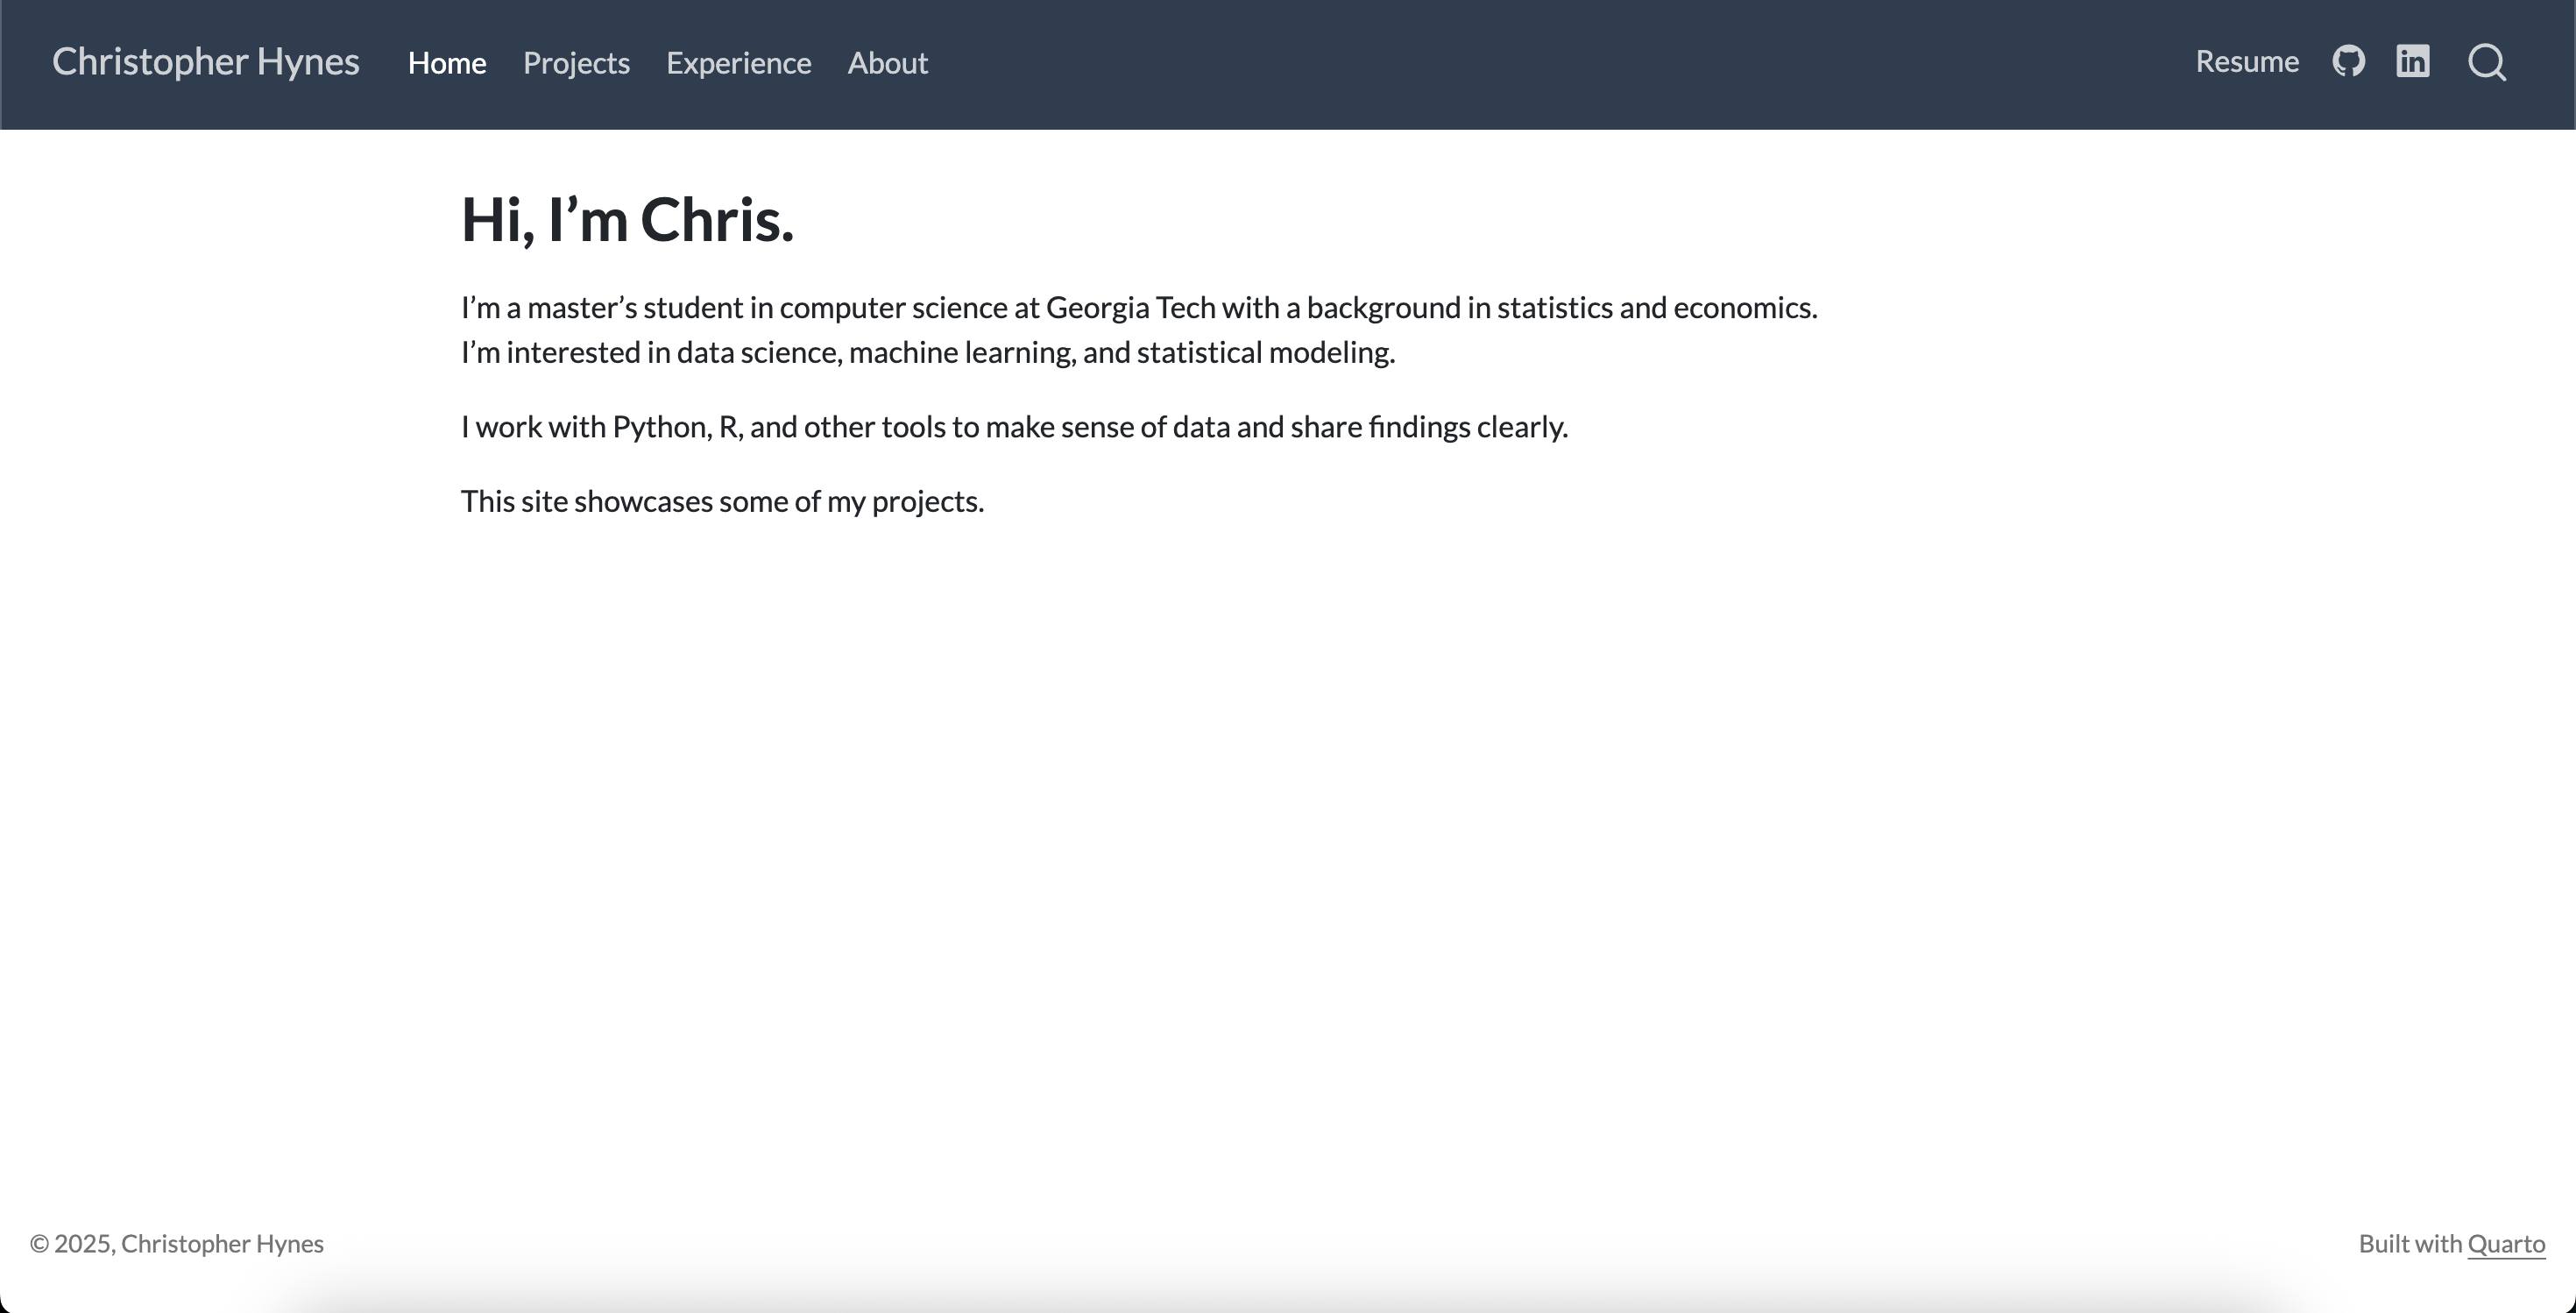 Christopher Hynes Home Projects Experience About Resume
Hi, I’m Chris.
I’m a master’s student in computer science at Georgia Tech with a background in statistics and economics.
I’m interested in data science, machine learning, and statistical modeling.
I work with Python, R, and other tools to make sense of data and share findings clearly.
This site showcases some of my projects.
© 2025, Christopher Hynes Built with Quarto